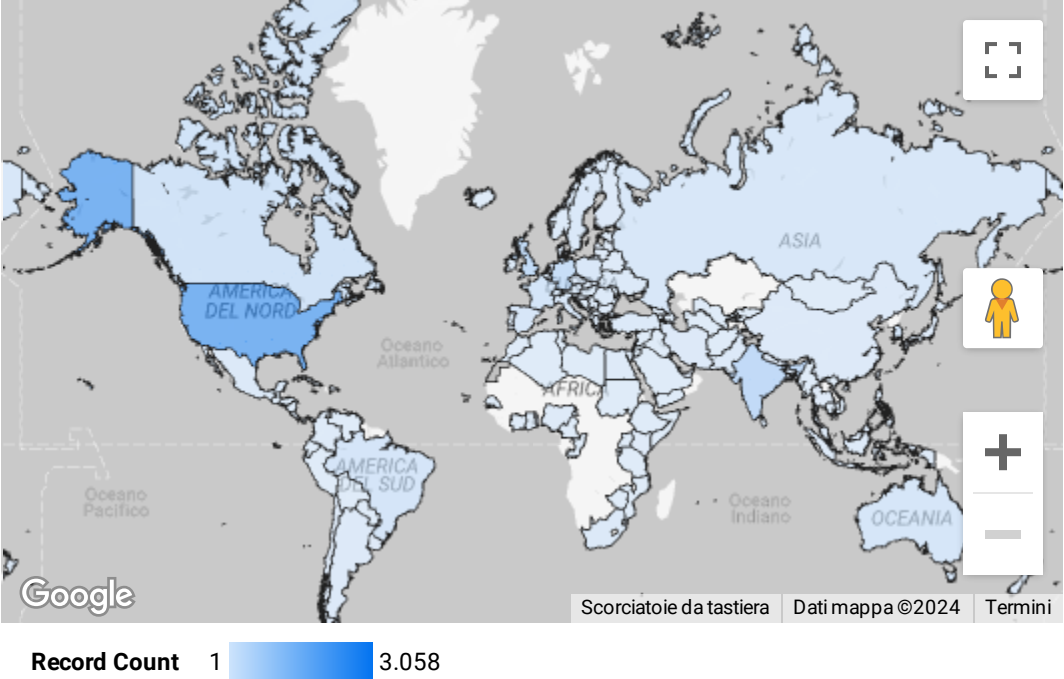 ASIA
AMERICA
DEL NORD
Oceano
Atlantico
AFRICA
AMERICA
DEL SUD
Oceano
Pacifico
Oceano
Indiano
OCEANIA
Google
Scorciatoie da tastiera
Dati mappa ©2024
Termini
Record Count 1 3.058